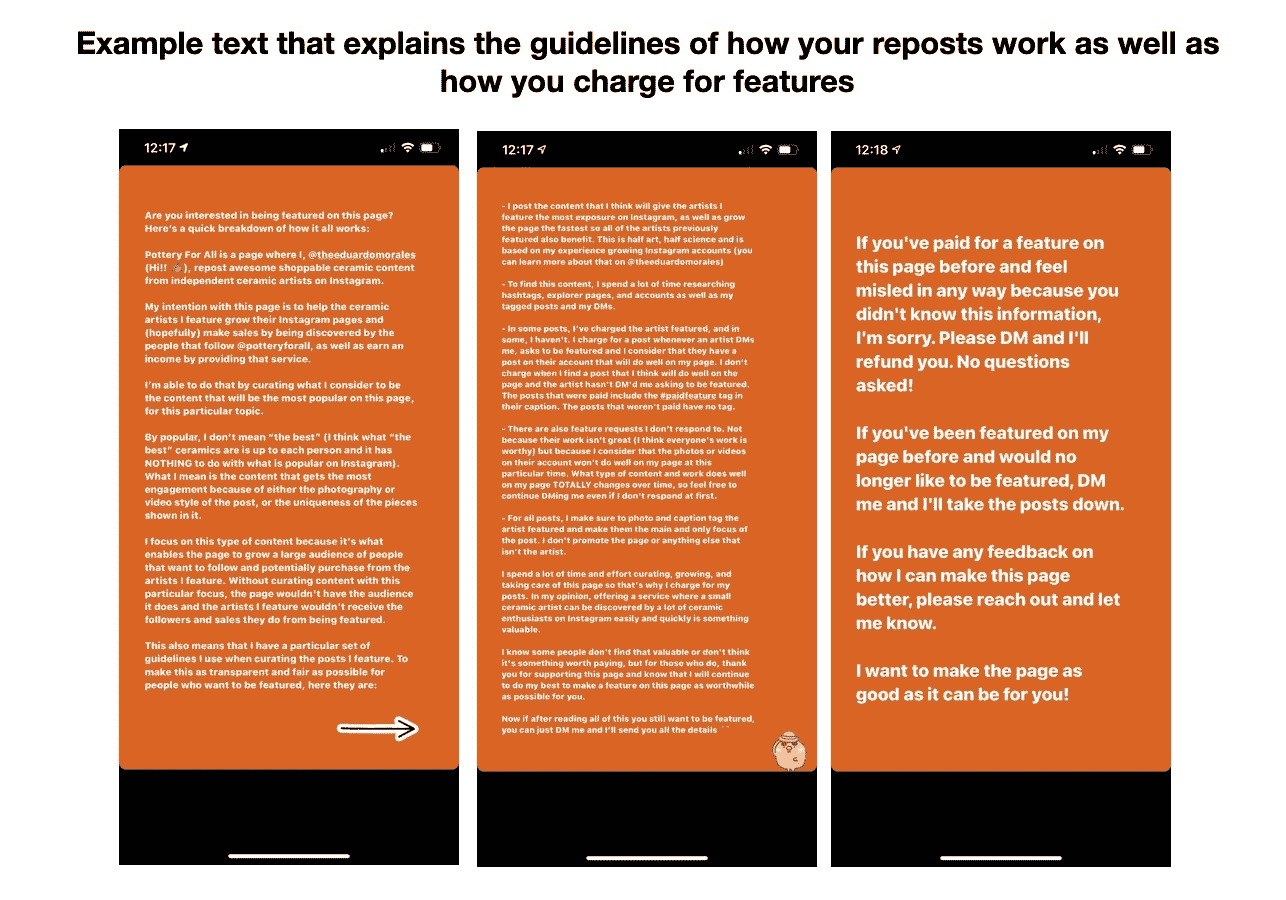 Example text that explains the guidelines of how your reposts work as well as
how you charge for features
12:17
Are you interested in being featured on this page?
Here's a quick breakdown of how it all works:
Pottery For All is a page where I, @theeduardomorales
(Hi!! ), repost awesome shoppable ceramic content
from independent ceramic artists on Instagram.
My intention with this page is to help the ceramic
artists I feature grow their Instagram pages and
(hopefully) make sales by being discovered by the
people that follow @potteryforall, as well as earn an
income by providing that service.
I'm able to do that by curating what I consider to be
the content that will be the most popular on this page,
for this particular topic.
By popular, I don't mean "the best" (I think what "the
best" ceramics are is up to each person and it has
NOTHING to do with what is popular on Instagram).
What I mean is the content that gets the most
engagement because of either the photography or
video style of the post, or the uniqueness of the pieces
shown in it.
I focus on this type of content because it's what
enables the page to grow a large audience of people
that want to follow and potentially purchase from the
artists I feature. Without curating content with this
particular focus, the page wouldn't have the audience
it does and the artists I feature wouldn't receive the
followers and sales they do from being featured.
This also means that I have a particular set of
guidelines I use when curating the posts I feature. To
make this as transparent and fair as possible for
people who want to be featured, here they are:
12:17
- I post the content that I think will give the artists I
feature the most exposure on Instagram, as well as grow
the page the fastest so all of the artists previously
featured also benefit. This is half art, half science and is
based on my experience growing Instagram accounts (you
can learn more about that on @theeduardomorales)
- To find this content, I spend a lot of time researching
hashtags, explorer pages, and accounts as well as my
tagged posts and my DMs.
- In some posts, I've charged the artist featured, and in
some, I haven't. I charge for a post whenever an artist DMs
me, asks to be featured and I consider that they have a
post on their account that will do well on my page. I don't
charge when I find a post that I think will do well on the
page and the artist hasn't DM'd me asking to be featured.
The posts that were paid include the #paidfeature tag in
their caption. The posts that weren't paid have no tag.
- There are also feature requests I don't respond to. Not
because their work isn't great (I think everyone's work is
worthy) but because I consider that the photos or videos
on their account won't do well on my page at this
particular time. What type of content and work does well
on my page TOTALLY changes over time, so feel free to
continue DMing me even if I don't respond at first.
- For all posts, I make sure to photo and caption tag the
artist featured and make them the main and only focus of
the post. I don't promote the page or anything else that
isn't the artist.
I spend a lot of time and effort curating, growing, and
taking care of this page so that's why I charge for my
posts. In my opinion, offering a service where a small
ceramic artist can be discovered by a lot of ceramic
enthusiasts on Instagram easily and quickly is something
valuable.
I know some people don't find that valuable or don't think
it's something worth paying, but for those who do, thank
you for supporting this page and know that I will continue
to do my best to make a feature on this page as worthwhile
as possible for you.
Now if after reading all of this you still want to be featured,
you can just DM me and I'll send you all the details
12:18
If you've paid for a feature on
this page before and feel
misled in any way because you
didn't know this information,
I'm sorry. Please DM and I'll
refund you. No questions
asked!
If you've been featured on my
page before and would no
longer like to be featured, DM
me and I'll take the posts down.
If you have any feedback on
how I can make this page
better, please reach out and let
me know.
I want to make the page as
good as it can be for you!